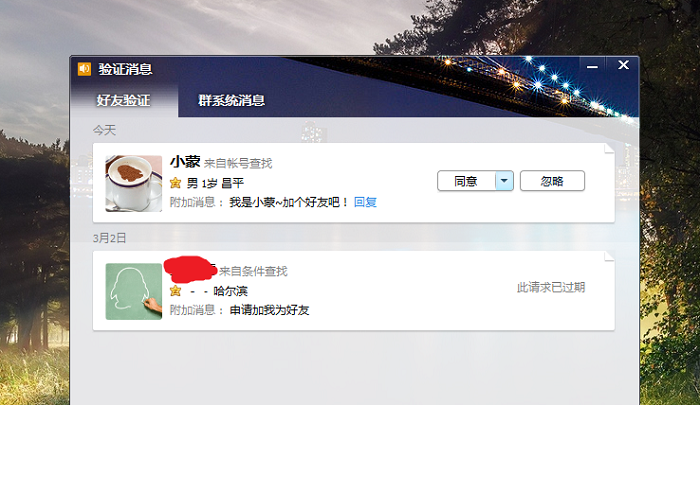 验证消息
好友验证 群系统消息
今天
小蒙 来自帐号查找
男 1岁 昌平
附加消息： 我是小蒙~加个好友吧！ 回复
同意 忽略
3月2日
来自条件查找
- - 哈尔滨
附加消息： 申请加我为好友
此请求已过期